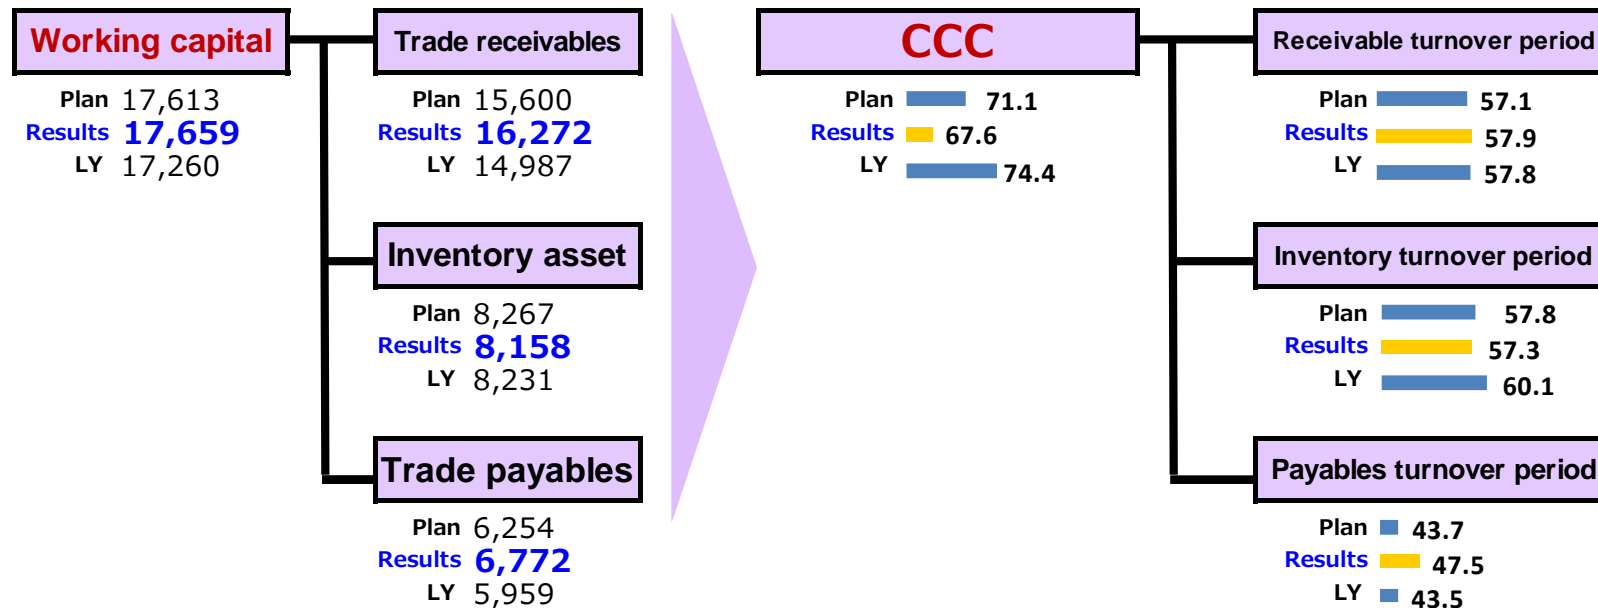 Working capital
Plan 17,613
Results 17,659
LY 17,260
Trade receivables
Plan 15,600
Results 16,272
LY 14,987
Inventory asset
Plan 8,267
Results 8,158
LY 8,231
Trade payables
Plan 6,254
Results 6,772
LY 5,959
CCC
Plan 71.1
Results 67.6
LY 74.4
Receivable turnover period
Plan 57.1
Results 57.9
LY 57.8
Inventory turnover period
Plan 57.8
Results 57.3
LY 60.1
Payables turnover period
Plan 43.7
Results 47.5
LY 43.5